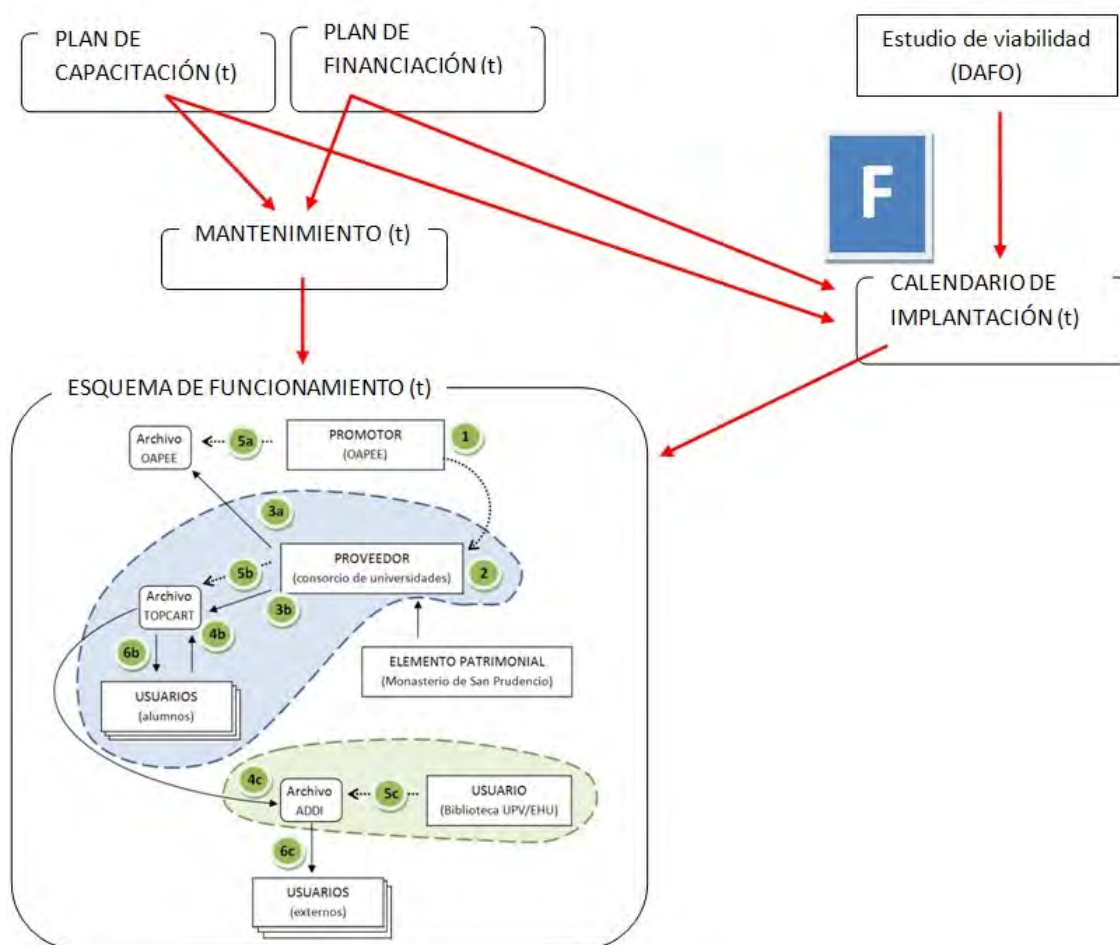 PLAN DE
CAPACITACIÓN (t)
PLAN DE
FINANCIACIÓN (t)
Estudio de viabilidad
(DAFO)
F
MANTENIMIENTO (t)
CALENDARIO DE
IMPLANTACIÓN (t)
ESQUEMA DE FUNCIONAMIENTO (t)
Archivo
OAPEE
5a
PROMOTOR
(OAPEE)
1
3a
PROVEEDOR
(consorcio de universidades)
2
5b
Archivo
TOPCART
3b
4b
6b
ELEMENTO PATRIMONIAL
(Monasterio de San Prudencio)
USUARIOS
(alumnos)
4c
Archivo
ADDI
5c
USUARIO
(Biblioteca UPV/EHU)
6c
USUARIOS
(externos)